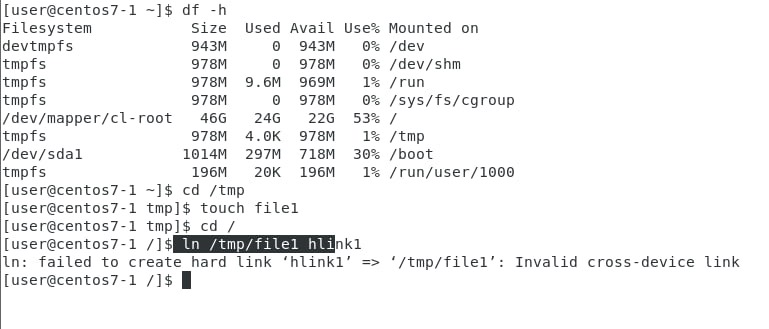 [user@centos7-1 ~]$ df -h
Filesystem           Size  Used Avail Use% Mounted on
devtmpfs             943M     0  943M   0% /dev
tmpfs                978M     0  978M   0% /dev/shm
tmpfs                978M  9.6M  969M   1% /run
tmpfs                978M     0  978M   0% /sys/fs/cgroup
/dev/mapper/cl-root   46G   24G   22G  53% /
tmpfs                978M  4.0K  978M   1% /tmp
/dev/sda1           1014M  297M  718M  30% /boot
tmpfs                196M   20K  196M   1% /run/user/1000
[user@centos7-1 ~]$ cd /tmp
[user@centos7-1 tmp]$ touch file1
[user@centos7-1 tmp]$ cd /
[user@centos7-1 /]$ ln /tmp/file1 hlink1
ln: failed to create hard link ‘hlink1’ => ‘/tmp/file1’: Invalid cross-device link
[user@centos7-1 /]$